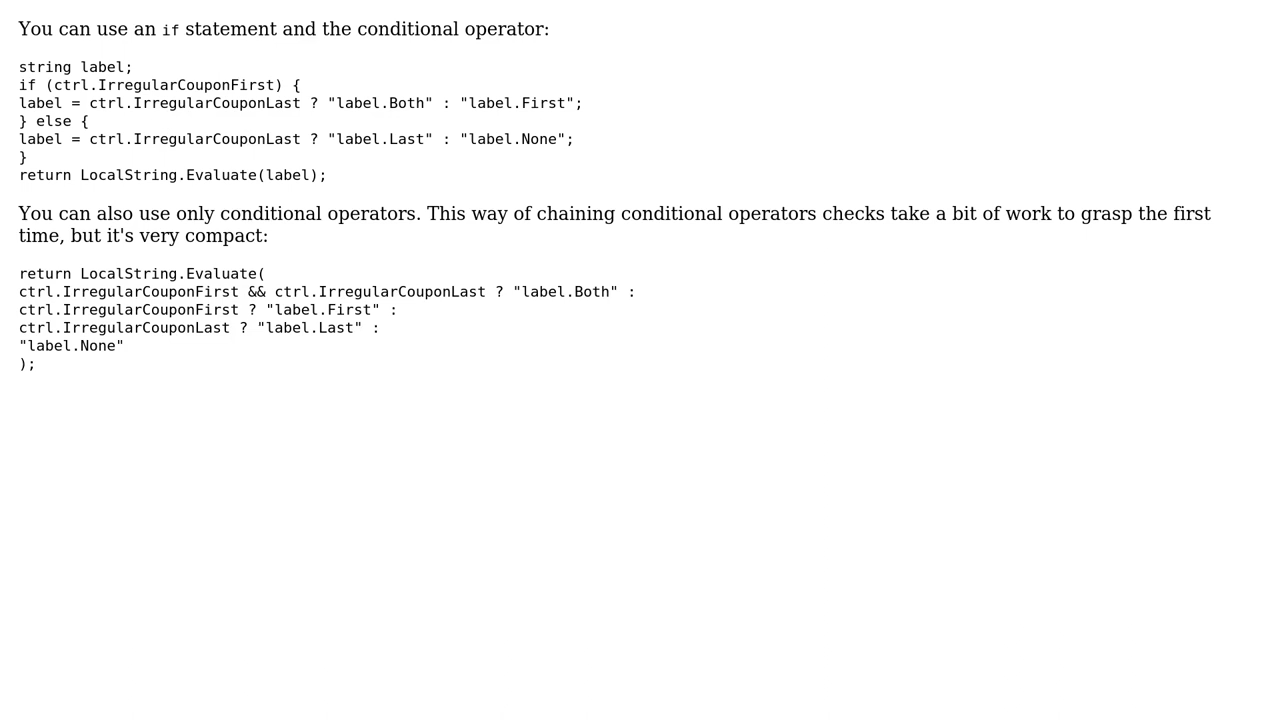 You can use an if statement and the conditional operator:
string label;
if (ctrl.IrregularCouponFirst) {
label = ctrl.IrregularCouponLast ? "label.Both" : "label.First";
} else {
label = ctrl.IrregularCouponLast ? "label.Last" : "label.None";
}
return LocalString.Evaluate(label);
You can also use only conditional operators. This way of chaining conditional operators checks take a bit of work to grasp the first
time, but it's very compact:
return LocalString.Evaluate(
ctrl.IrregularCouponFirst && ctrl.IrregularCouponLast ? "label.Both" :
ctrl.IrregularCouponFirst ? "label.First" :
ctrl.IrregularCouponLast ? "label.Last" :
"label.None"
);